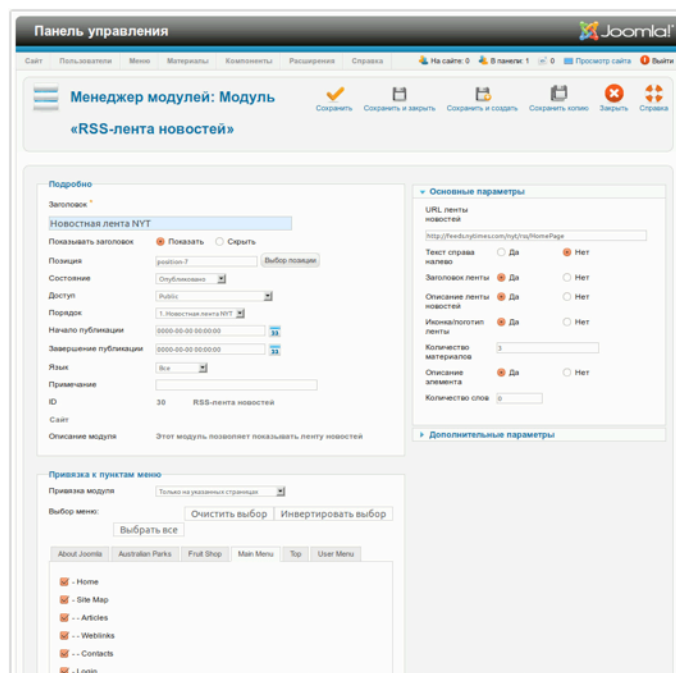 Панель управления
Joomla!
Сайт Пользователи Меню Материалы Компоненты Расширения Справка На сайте: 0 В панели: 1 0 Просмотр сайта Выйти
Менеджер модулей: Модуль
«RSS-лента новостей»
Сохранить Сохранить и закрыть Сохранить и создать Сохранить копию Закрыть Справка
Подробно
Заголовок *
Новостная лента NYT
Показывать заголовок Показать Скрыть
Позиция position-7 Выбор позиции
Состояние Опубликовано
Доступ Public
Порядок 1. Новостная лента NYT
Начало публикации 0000-00-00 00:00:00 23
Завершение публикации 0000-00-00 00:00:00 23
Язык Все
Примечание
ID 30 RSS-лента новостей
Сайт
Описание модуля Этот модуль позволяет показывать ленту новостей
Основные параметры
URL ленты
новостей
http://feeds.nytimes.com/nyt/rss/HomePage
Текст справа Да Нет
налево
Заголовок ленты Да Нет
Описание ленты Да Нет
новостей
Иконка/логотип Да Нет
ленты
Количество 3
материалов
Описание Да Нет
элемента
Количество слов 0
Дополнительные параметры
Привязка к пунктам меню
Привязка модуля Только на указанных страницах
Выбор меню: Очистить выбор Инвертировать выбор
Выбрать все
About Joomla Australian Parks Fruit Shop Main Menu Top User Menu
- Home
- Site Map
- - Articles
- - Weblinks
- - Contacts
- Login